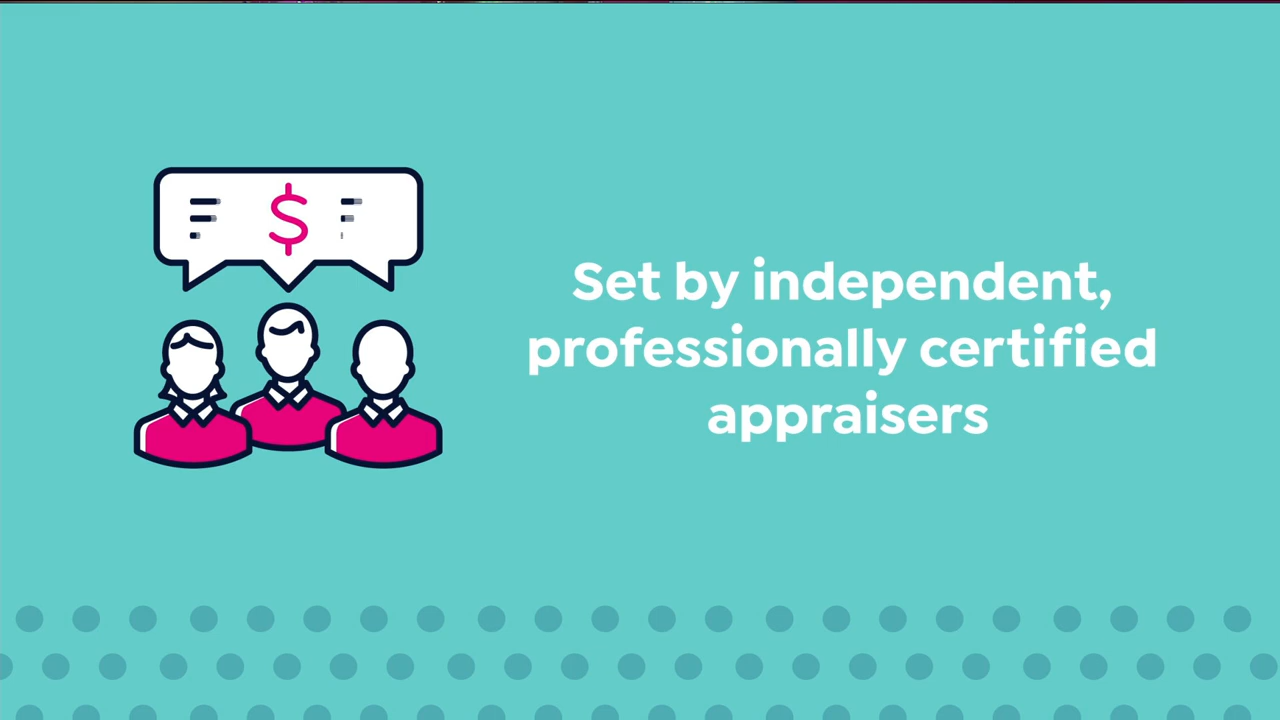 $
Set by independent,
professionally certified
appraisers